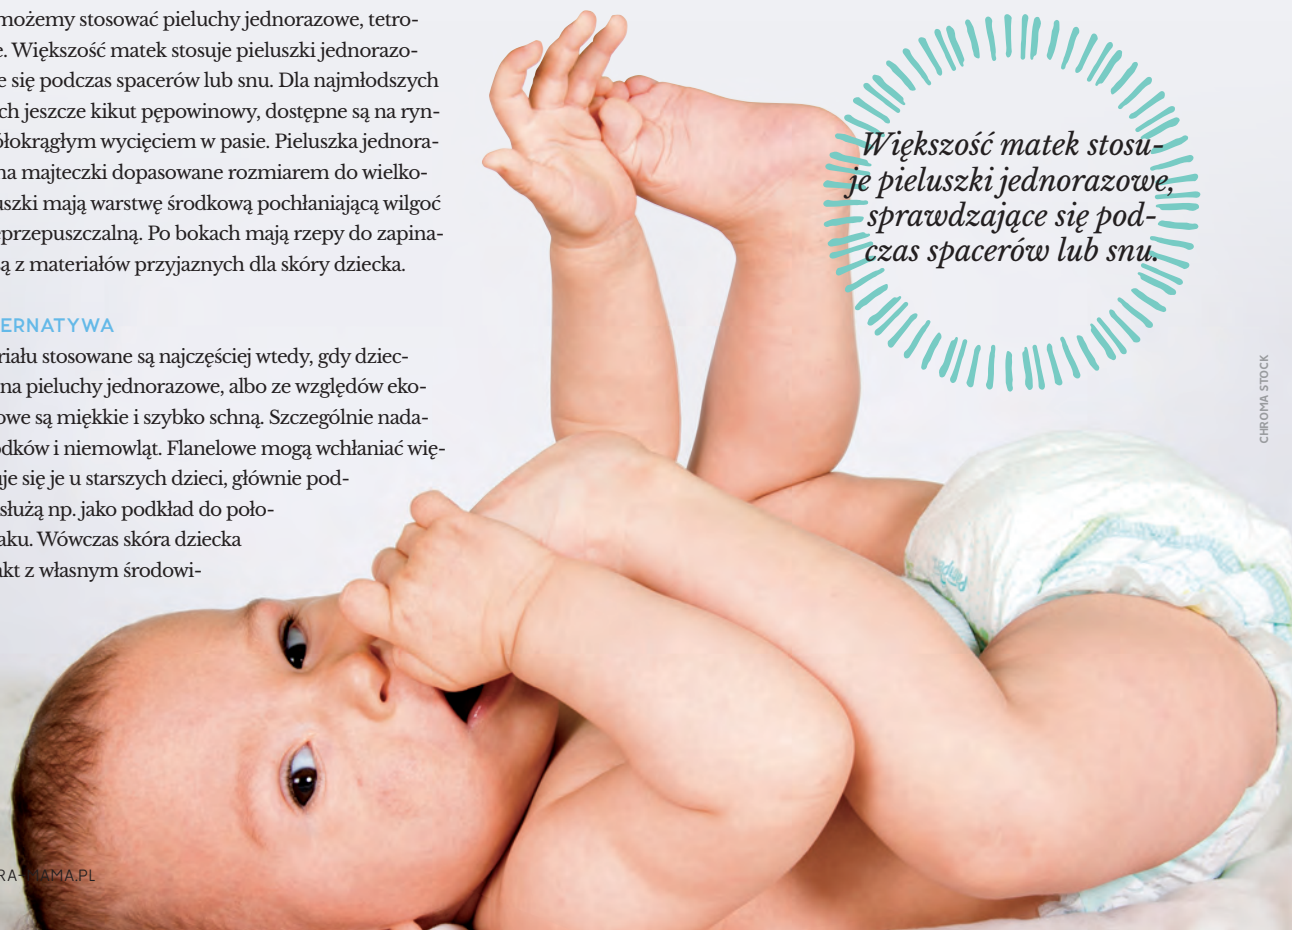 możemy stosować pieluchy jednorazowe, tetro-
e. Większość matek stosuje pieluszki jednorazo-
e się podczas spacerów lub snu. Dla najmłodszych
ch jeszcze kikut pępowinowy, dostępne są na ryn-
ółokrągłym wycięciem w pasie. Pieluszka jednora-
na majteczki dopasowane rozmiarem do wielko-
uszki mają warstwę środkową pochłaniającą wilgoć
eprzepuszczalną. Po bokach mają rzepy do zapina-
są z materiałów przyjaznych dla skóry dziecka.
ERNATYWA
riału stosowane są najczęściej wtedy, gdy dziec-
na pieluchy jednorazowe, albo ze względów eko-
owe są miękkie i szybko schną. Szczególnie nada-
odków i niemowląt. Flanelowe mogą wchłaniać wię-
uje się je u starszych dzieci, głównie pod-
służą np. jako podkład do poło-
aku. Wówczas skóra dziecka
akt z własnym środowi-
Większość matek stosu-
je pieluszki jednorazowe,
sprawdzające się pod-
czas spacerów lub snu.
CHROMA STOCK
RA-MAMA.PL